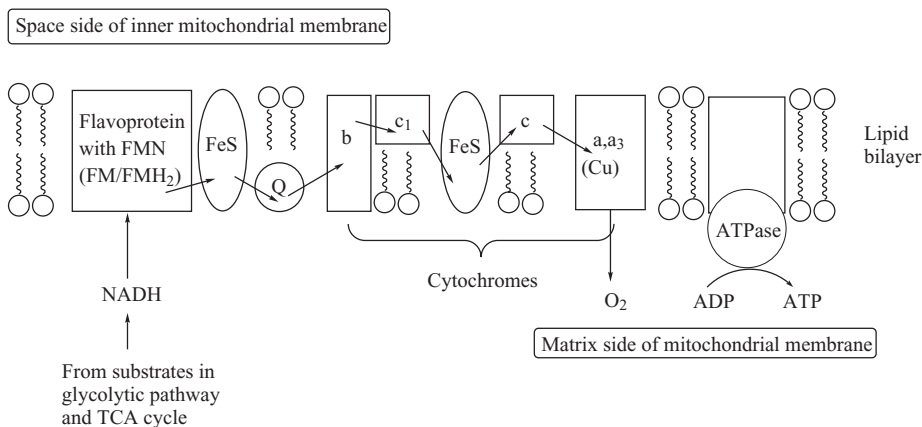 Space side of inner mitochondrial membrane
Flavoprotein
with FMN
(FM/FMH₂)
FeS
Q
b
c₁
FeS
c
a,a₃
(Cu)
ATPase
Lipid
bilayer
Cytochromes
NADH
O₂
ADP
ATP
Matrix side of mitochondrial membrane
From substrates in
glycolytic pathway
and TCA cycle